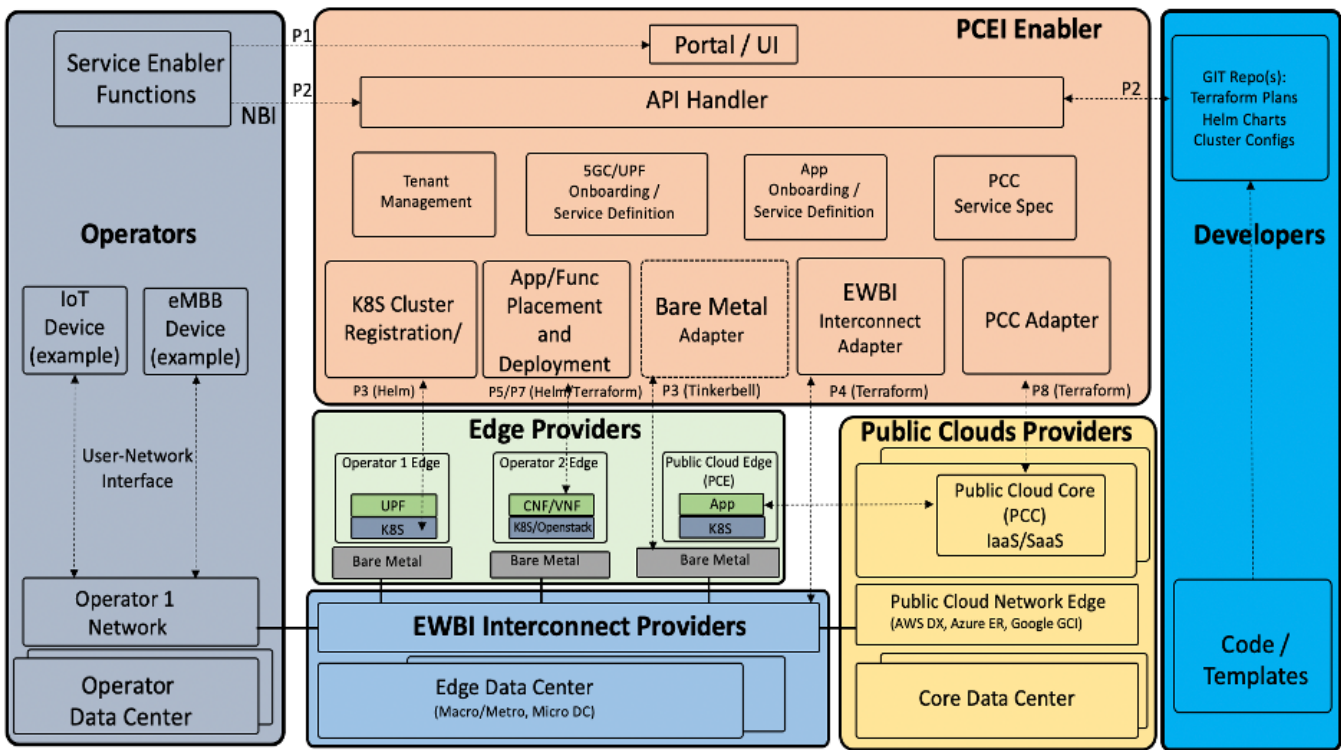 Service Enabler
Functions
NBI
Operators
IoT
Device
(example)
eMBB
Device
(example)
User-Network
Interface
Operator 1
Network
Operator
Data Center
P1
P2
PCEI Enabler
Portal / UI
API Handler
P2
Tenant
Management
5GC/UPF
Onboarding /
Service Definition
App
Onboarding /
Service Definition
PCC
Service Spec
K8S Cluster
Registration/
App/Func
Placement
and
Deployment
Bare Metal
Adapter
EWBI
Interconnect
Adapter
PCC Adapter
P3 (Helm)
P5/P7 (Helm/Terraform)
P3 (Tinkerbell)
P4 (Terraform)
P8 (Terraform)
Edge Providers
Operator 1 Edge
UPF
K8S
Bare Metal
Operator 2 Edge
CNF/VNF
K8S/Openstack
Bare Metal
Public Cloud Edge
(PCE)
App
K8S
Bare Metal
EWBI Interconnect Providers
Edge Data Center
(Macro/Metro, Micro DC)
Public Clouds Providers
Public Cloud Core
(PCC)
IaaS/SaaS
Public Cloud Network Edge
(AWS DX, Azure ER, Google GCI)
Core Data Center
GIT Repo(s):
Terraform Plans
Helm Charts
Cluster Configs
Developers
Code /
Templates